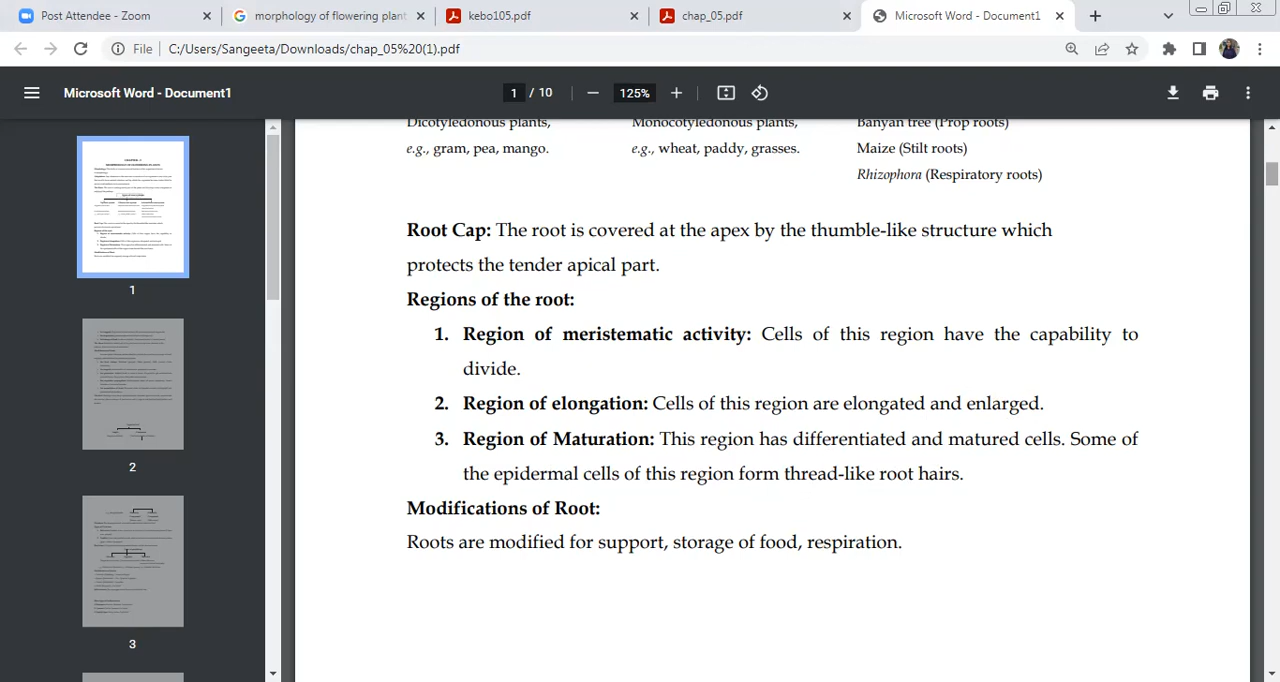 Post Attendee - Zoom
morphology of flowering plant
kebo105.pdf
chap_05.pdf
Microsoft Word - Document1
File
C:/Users/Sangeeta/Downloads/chap_05%20(1).pdf
Microsoft Word - Document1
1 / 10
125%
Dicotyledonous plants, Monocotyledonous plants, Banyan tree (Prop roots)
e.g., gram, pea, mango. e.g., wheat, paddy, grasses. Maize (Stilt roots)
Rhizophora (Respiratory roots)
Root Cap: The root is covered at the apex by the thumble-like structure which
protects the tender apical part.
Regions of the root:
1. Region of meristematic activity: Cells of this region have the capability to
divide.
2. Region of elongation: Cells of this region are elongated and enlarged.
3. Region of Maturation: This region has differentiated and matured cells. Some of
the epidermal cells of this region form thread-like root hairs.
Modifications of Root:
Roots are modified for support, storage of food, respiration.
1
2
3